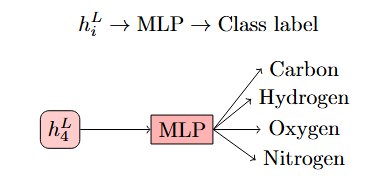 h_i^L → MLP → Class label
Carbon
Hydrogen
h_4^L MLP Oxygen
Nitrogen